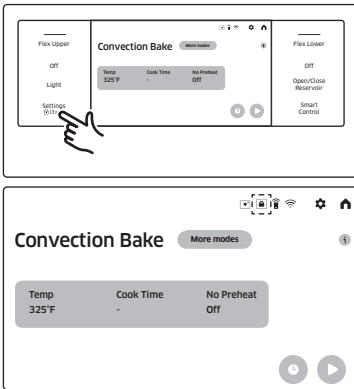 Flex Upper
Off
Light
Settings
Convection Bake
More modes
i
Temp
Cook Time
No Preheat
325°F
-
Off
Flex Lower
Off
Open/Close
Reservoir
Smart
Control
Convection Bake
More modes
i
Temp
Cook Time
No Preheat
325°F
-
Off